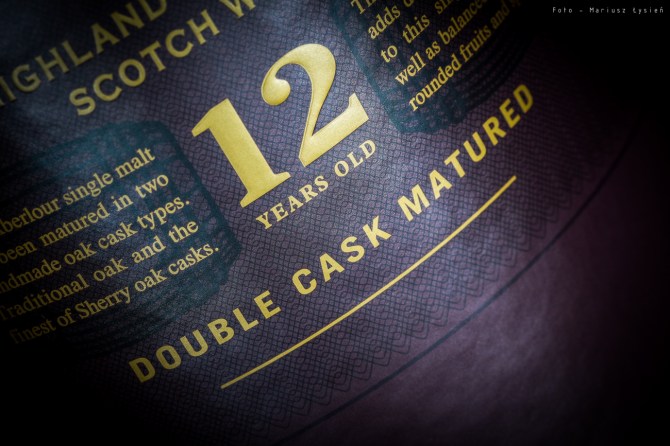 Foto - Mariusz Łysień
HIGHLAND
SCOTCH
12
YEARS OLD
DOUBLE CASK MATURED
single malt
been matured in two
oak cask types.
Traditional oak and the
finest of Sherry oak casks.
adds
to this
well as balanced
rounded fruits and